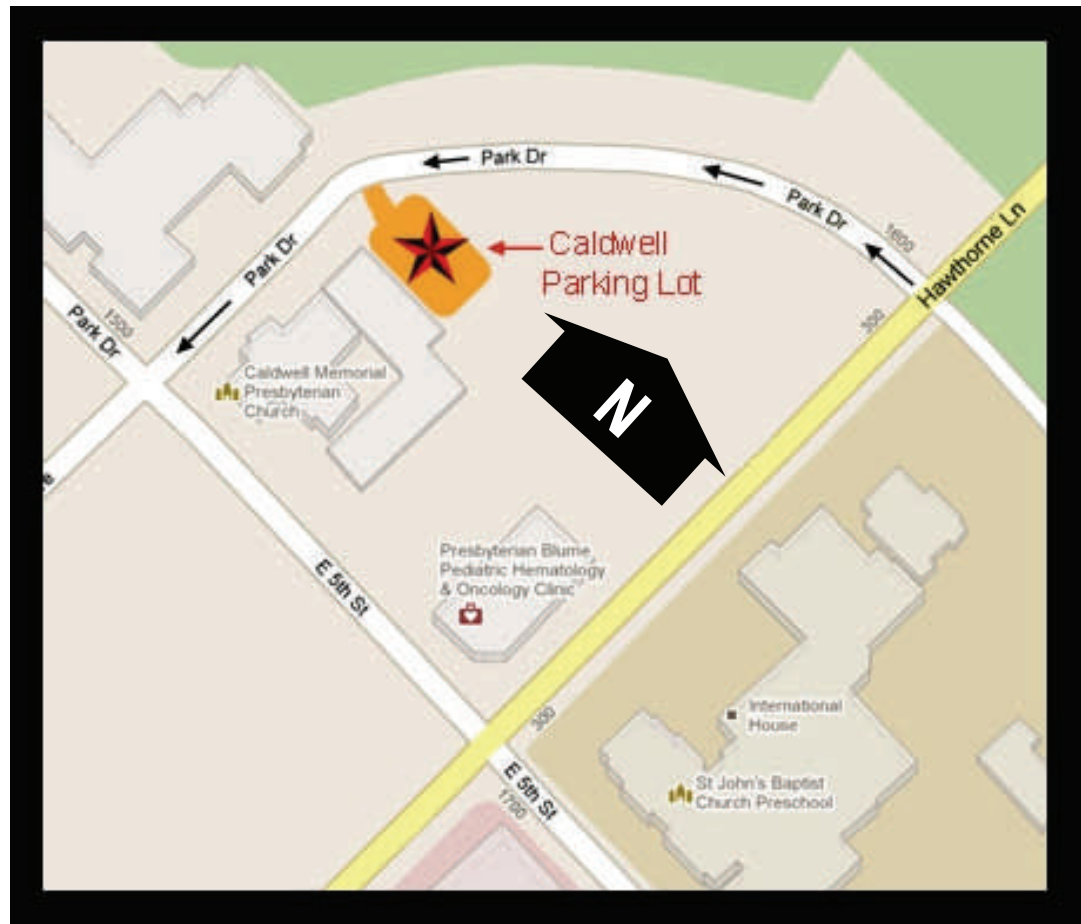 Park Dr
Park Dr
1600
Hawthorne Ln
Caldwell
Parking Lot
Park Dr
300
1500
Park Dr
Caldwell Memorial
Presbyterian
Church
N
Presbyterian Blume
Pediatric Hematology
& Oncology Clinic
E 5th St
300
International
House
E 5th St
1700
St John's Baptist
Church Preschool